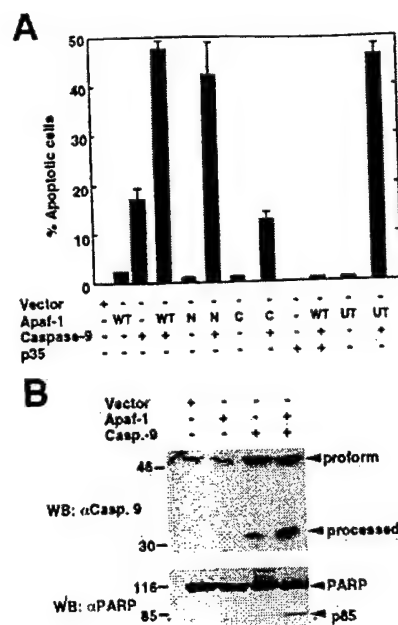 A
50
40
30
20
10
0
% Apoptotic cells
Vector + - - - - - - - - - - -
Apaf-1 - WT - WT N N C C - WT UT UT
Caspase-9 - - + + - + - + - + - +
p35 - - - - - - - - + + - -
B
Vector + - - -
Apaf-1 - + - +
Casp.-9 - - + +
46 proform
WB: αCasp. 9
30 processed
116 PARP
WB: αPARP
85 p85